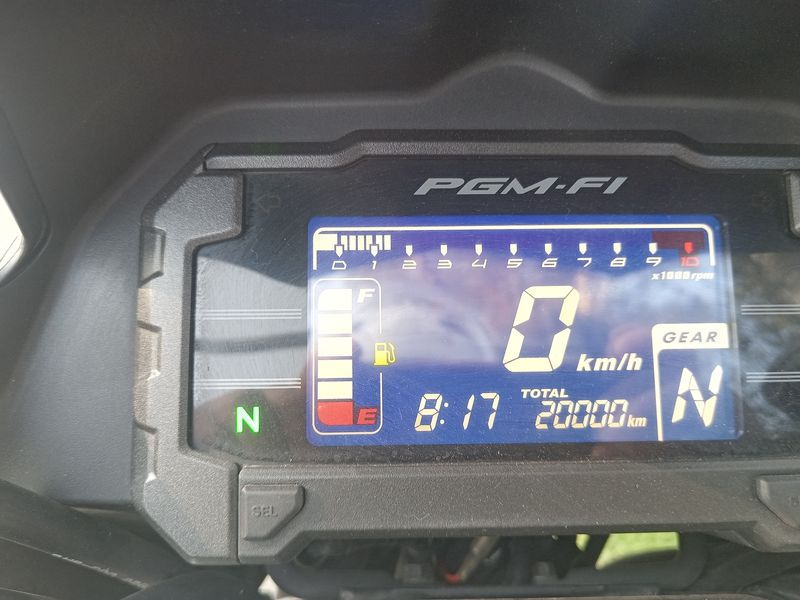 PGM-FI
0 1 2 3 4 5 6 7 8 9 10
x1000 rpm
F
0 km/h
GEAR
N
E
N
8:17
TOTAL
20000 km
SEL